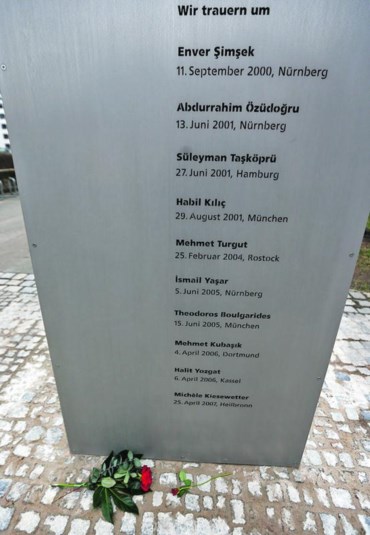 Wir trauern um
Enver Şimşek
11. September 2000, Nürnberg
Abdurrahim Özüdoğru
13. Juni 2001, Nürnberg
Süleyman Taşköprü
27. Juni 2001, Hamburg
Habil Kılıç
29. August 2001, München
Mehmet Turgut
25. Februar 2004, Rostock
İsmail Yaşar
5. Juni 2005, Nürnberg
Theodoros Boulgarides
15. Juni 2005, München
Mehmet Kubaşık
4. April 2006, Dortmund
Halit Yozgat
6. April 2006, Kassel
Michèle Kiesewetter
25. April 2007, Heilbronn